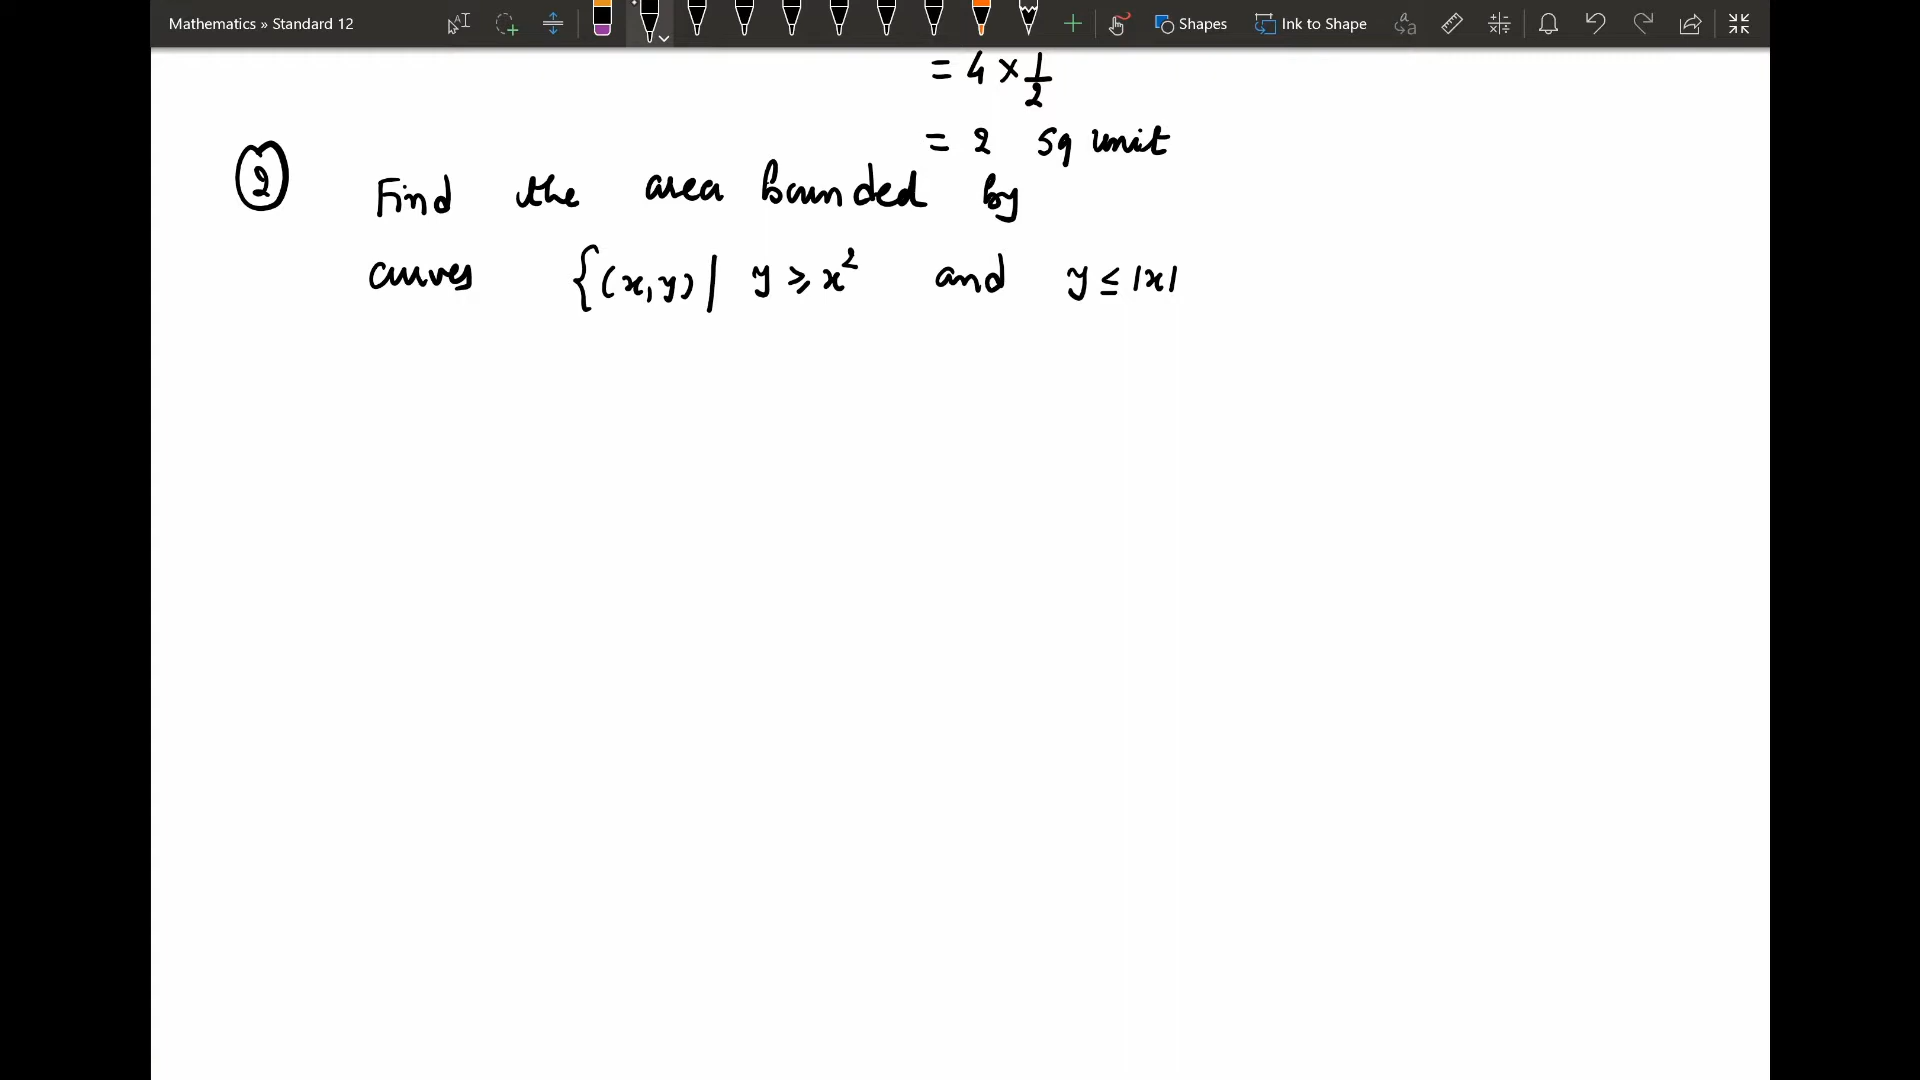 Mathematics » Standard 12
Shapes
Ink to Shape
= 4 × 1/2
= 2 sq unit
② Find the area bounded by
curves {(x,y) | y ⩾ x² and y ≤ |x|